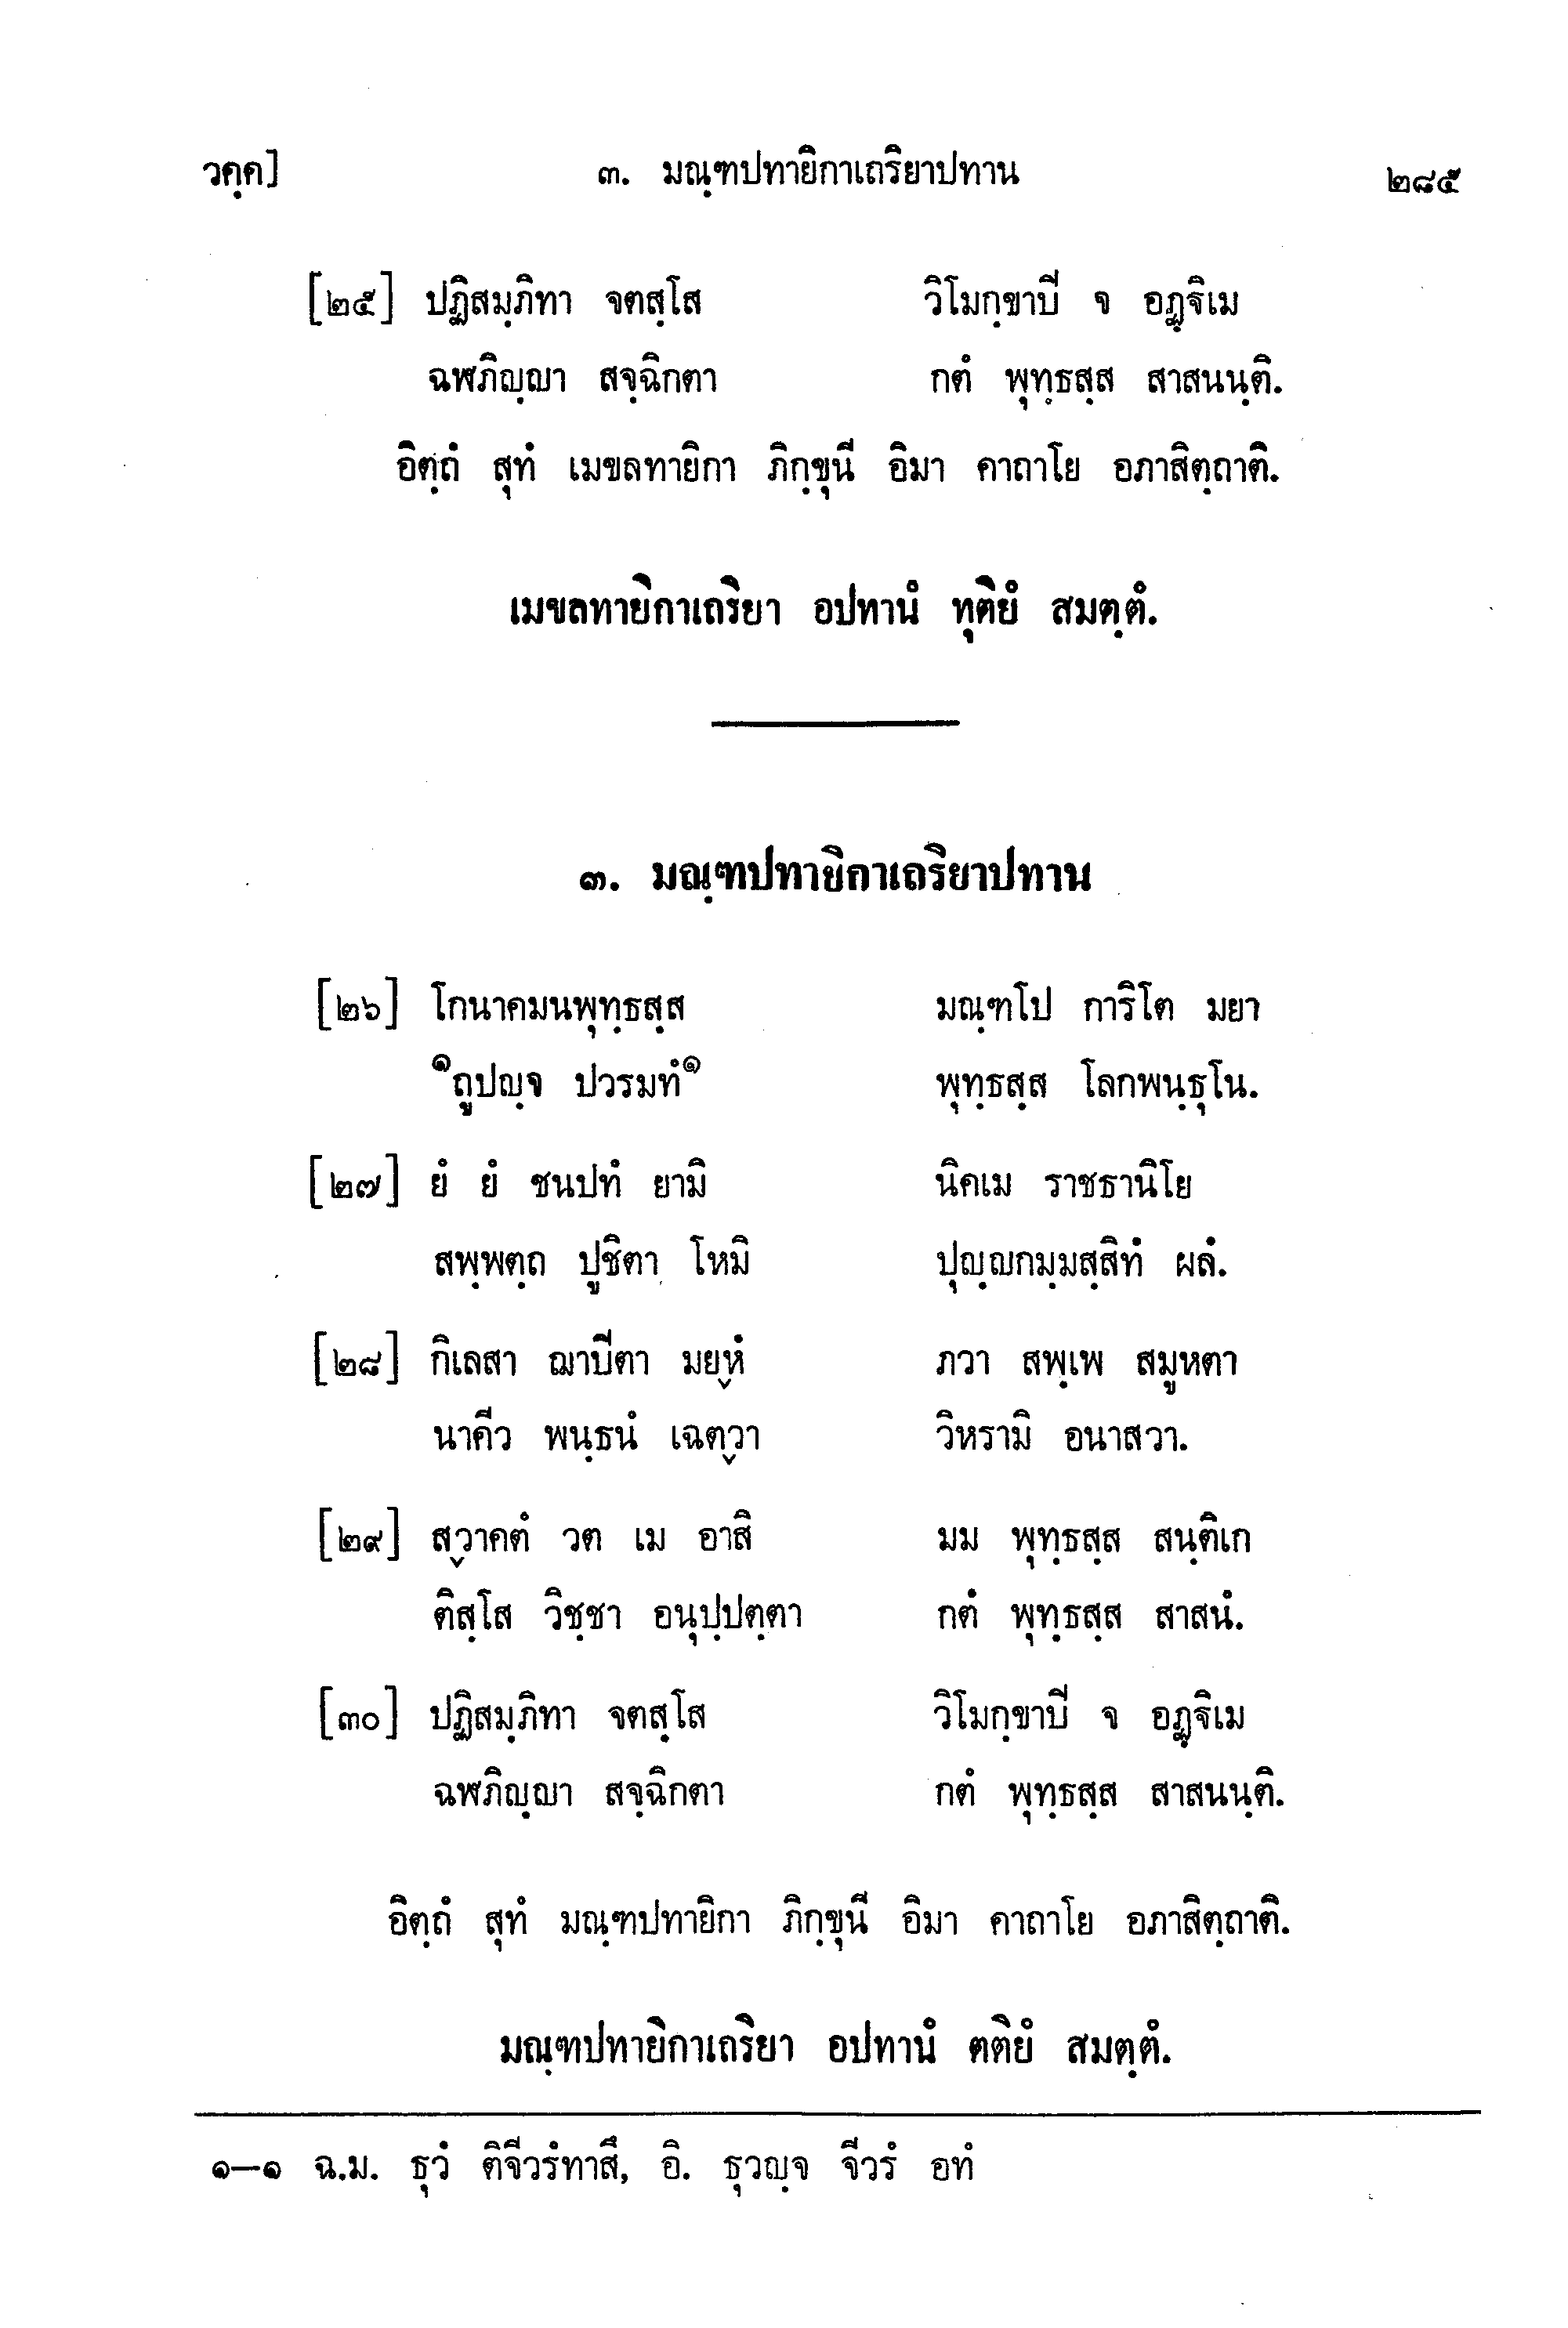 วคฺค] ๓. มณฺฑปทายิกาเถริยาปทาน ๒๘๕
[๒๕] ปฏิสมฺภิทา จตสฺโส วิโมกฺขาปี จ อฏฺฐิเม
ฉฬภิญฺญา สจฺฉิกตา กตํ พุทฺธสฺส สาสนนฺติ.
อิตฺถํ สุทํ เมขลทายิกา ภิกฺขุนี อิมา คาถาโย อภาสิตฺถาติ.
เมขลทายิกาเถริยา อปทานํ ทุติยํ สมตฺตํ.
๓. มณฺฑปทายิกาเถริยาปทาน
[๒๖] โกนาคมนพุทฺธสฺส มณฺฑโป การิโต มยา
๑ถูปญฺจ ปวรมทํ๑ พุทฺธสฺส โลกพนฺธุโน.
[๒๗] ยํ ยํ ชนปทํ ยามิ นิคเม ราชธานิโย
สพฺพตฺถ ปูชิตา โหมิ ปุญฺญกมฺมสฺสิทํ ผลํ.
[๒๘] กิเลสา ฌาปีตา มยฺหํ ภวา สพฺเพ สมูหตา
นาคีว พนฺธนํ เฉตฺวา วิหรามิ อนาสวา.
[๒๙] สฺวาคตํ วต เม อาสิ มม พุทฺธสฺส สนฺติเก
ติสฺโส วิชฺชา อนุปฺปตฺตา กตํ พุทฺธสฺส สาสนํ.
[๓๐] ปฏิสมฺภิทา จตสฺโส วิโมกฺขาปี จ อฏฺฐิเม
ฉฬภิญฺญา สจฺฉิกตา กตํ พุทฺธสฺส สาสนนฺติ.
อิตฺถํ สุทํ มณฺฑปทายิกา ภิกฺขุนี อิมา คาถาโย อภาสิตฺถาติ.
มณฺฑปทายิกาเถริยา อปทานํ ตติยํ สมตฺตํ.
๑–๑ ฉ.ม. ธุวํ ติจีวรํทาสึ, อิ. ธุวญฺจ จีวรํ อทํ